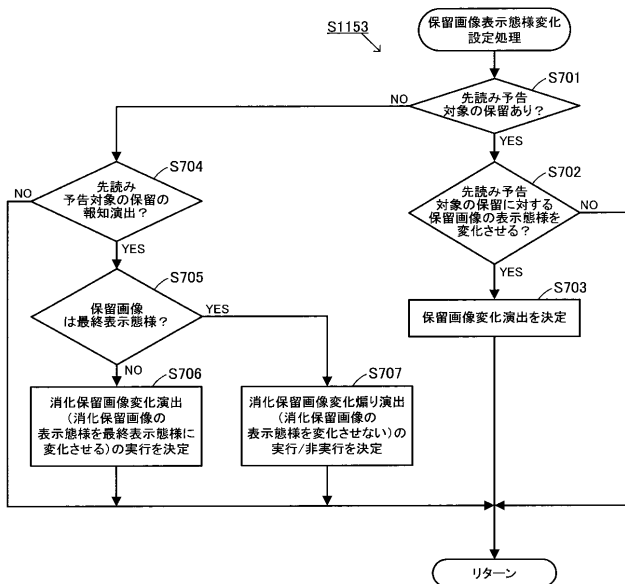 S1153
保留画像表示態様変化
設定処理
S701
先読み予告
対象の保留あり?
NO
YES
S704
先読み
予告対象の保留の
報知演出?
NO
YES
S702
先読み予告
対象の保留に対する
保留画像の表示態様を
変化させる?
NO
YES
S705
保留画像
は最終表示態様?
YES
NO
S703
保留画像変化演出を決定
S706
消化保留画像変化演出
(消化保留画像の
表示態様を最終表示態様に
変化させる)の実行を決定
S707
消化保留画像変化煽り演出
(消化保留画像の
表示態様を変化させない)の
実行/非実行を決定
リターン